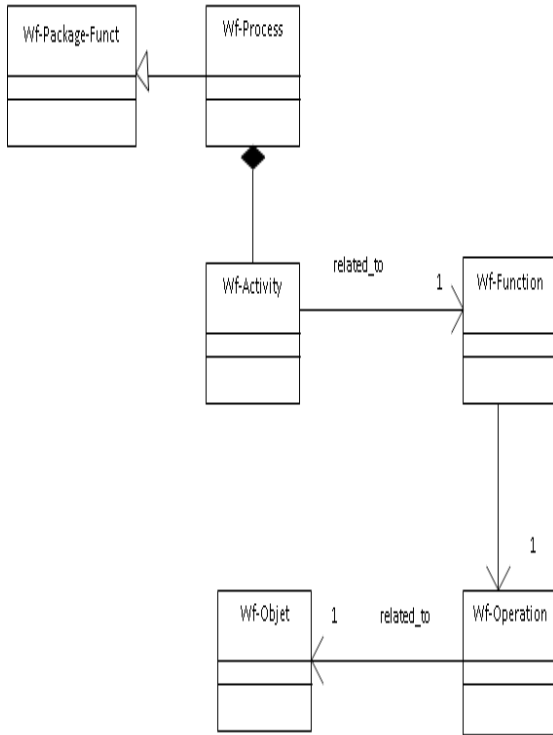 Wf-Package-Funct
Wf-Process
Wf-Activity
related_to
1
Wf-Function
1
Wf-Objet
1
related_to
Wf-Operation